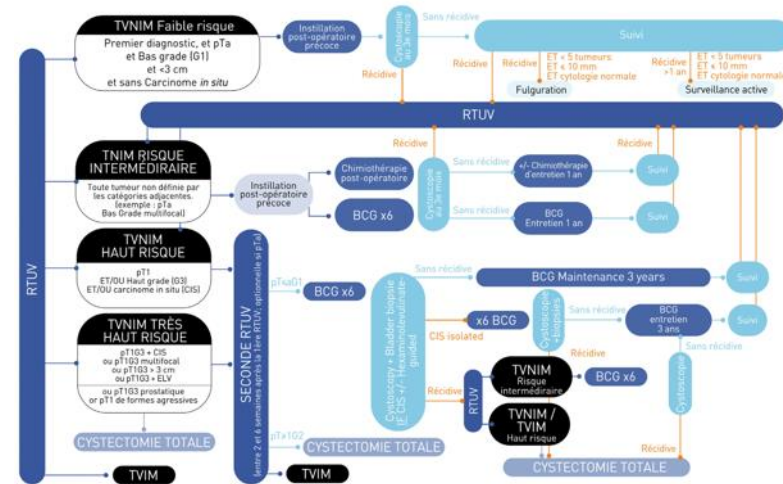 TVNIM Faible risque
Premier diagnostic, et pTa
et Bas grade (G1)
et <3 cm
et sans Carcinome in situ
Instillation
post-opératoire
précoce
Cystoscopie
au 3e mois
Sans récidive
Suivi
Récidive
Récidive
ET < 5 tumeurs
ET ≤ 10 mm
ET cytologie normale
Fulguration
Récidive
>1 an
ET < 5 tumeurs
ET ≤ 10 mm
ET cytologie normale
Surveillance active
RTUV
RTUV
TNIM RISQUE
INTERMÉDIRAIRE
Toute tumeur non définie par
les catégories adjacentes.
(exemple : pTa
Bas Grade multifocal)
Instillation
post-opératoire
précoce
Chimiothérapie
post-opératoire
BCG x6
Récidive
Cystoscopie
au 3e mois
Sans récidive
+/- Chimiothérapie
d'entretien 1 an
Récidive
Suivi
Sans récidive
BCG
Entretien 1 an
Suivi
TVNIM
HAUT RISQUE
pT1
ET/OU Haut grade (G3)
ET/OU carcinome in situ (CIS)
TVNIM TRÈS
HAUT RISQUE
pT1G3 + CIS
ou pT1G3 multifocal
ou pT1G3 > 3 cm
ou pT1G3 + ELV
ou pT1G3 prostatique
or pT1 de formes agressives
CYSTECTOMIE TOTALE
TVIM
SECONDE RTUV
(entre 2 et 6 semaines après la 1ère RTUV, optionnelle si pTa)
BCG x6
CYSTECTOMIE TOTALE
TVIM
Cystoscopy + Bladder biopsie
IE CIS +/- Hexaminolevulinate-
guided
Sans récidive
BCG Maintenance 3 years
Récidive
Suivi
x6 BCG
CIS isolated
Cystoscopie
+biopsies
Sans récidive
BCG
entretien
3 ans
Suivi
Récidive
Récidive
RTUV
TVNIM
Risque
intermédiraire
BCG x6
TVNIM /
TVIM
Haut risque
Cystoscopie
Sans récidive
Récidive
CYSTECTOMIE TOTALE